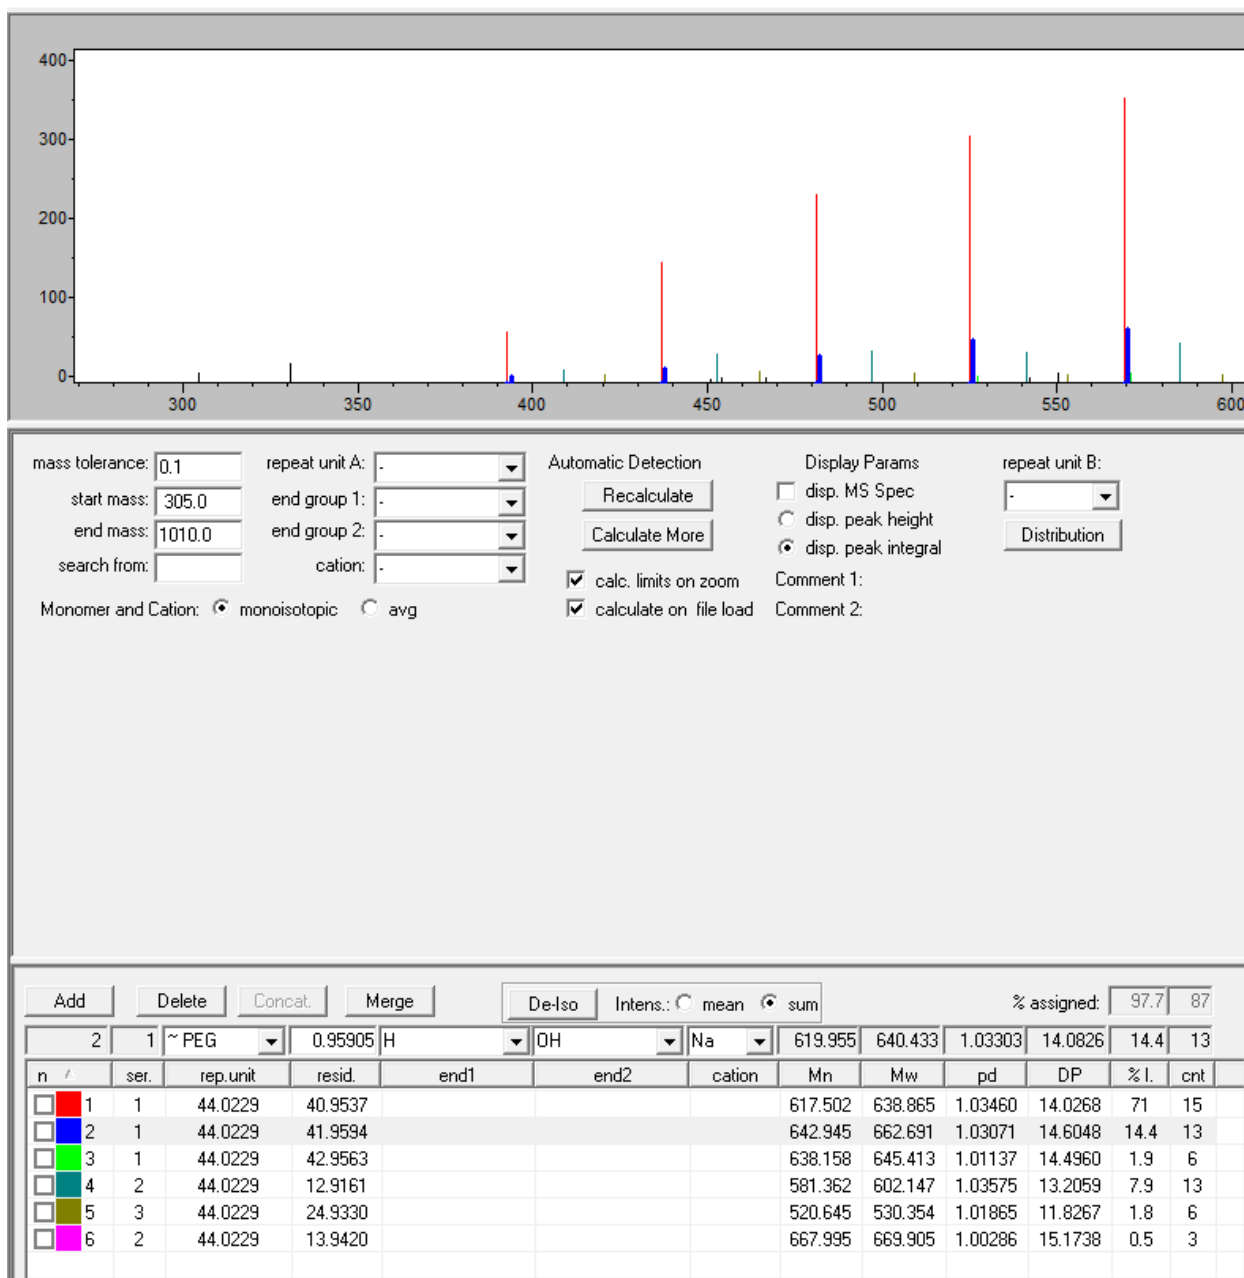 400
300
200
100
0
300 350 400 450 500 550 600
mass tolerance: 0.1 repeat unit A: - Automatic Detection Display Params repeat unit B:
start mass: 305.0 end group 1: - Recalculate disp. MS Spec -
end mass: 1010.0 end group 2: - Calculate More disp. peak height Distribution
search from: cation: - disp. peak integral
calc. limits on zoom Comment 1:
Monomer and Cation: monoisotopic avg calculate on file load Comment 2:
Add Delete Concat. Merge De-Iso Intens.: mean sum % assigned: 97.7 87
2 1 ~ PEG 0.95905 H OH Na 619.955 640.433 1.03303 14.0826 14.4 13
n ser. rep.unit resid. end1 end2 cation Mn Mw pd DP % I. cnt
1 1 44.0229 40.9537 617.502 638.865 1.03460 14.0268 71 15
2 1 44.0229 41.9594 642.945 662.691 1.03071 14.6048 14.4 13
3 1 44.0229 42.9563 638.158 645.413 1.01137 14.4960 1.9 6
4 2 44.0229 12.9161 581.362 602.147 1.03575 13.2059 7.9 13
5 3 44.0229 24.9330 520.645 530.354 1.01865 11.8267 1.8 6
6 2 44.0229 13.9420 667.995 669.905 1.00286 15.1738 0.5 3